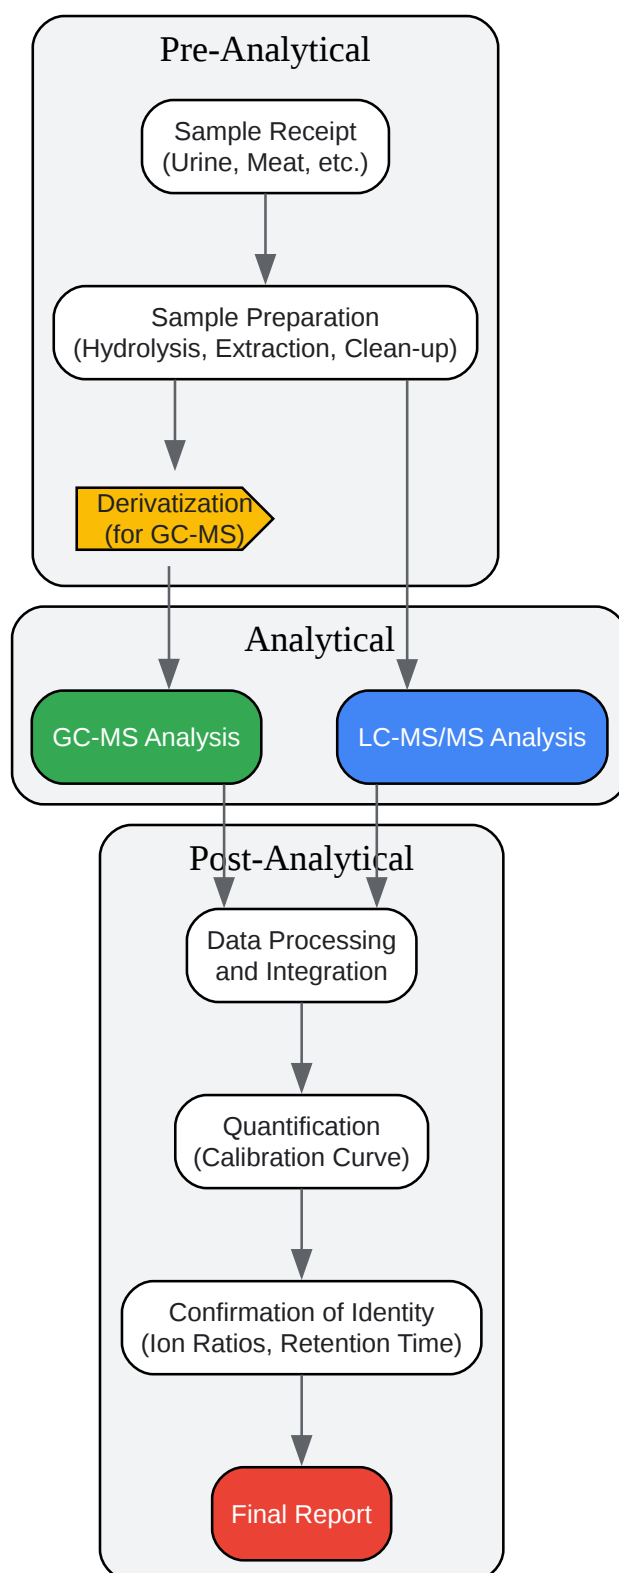 Pre-Analytical
Sample Receipt
(Urine, Meat, etc.)
Sample Preparation
(Hydrolysis, Extraction, Clean-up)
Derivatization
(for GC-MS)
Analytical
GC-MS Analysis
LC-MS/MS Analysis
Post-Analytical
Data Processing
and Integration
Quantification
(Calibration Curve)
Confirmation of Identity
(Ion Ratios, Retention Time)
Final Report